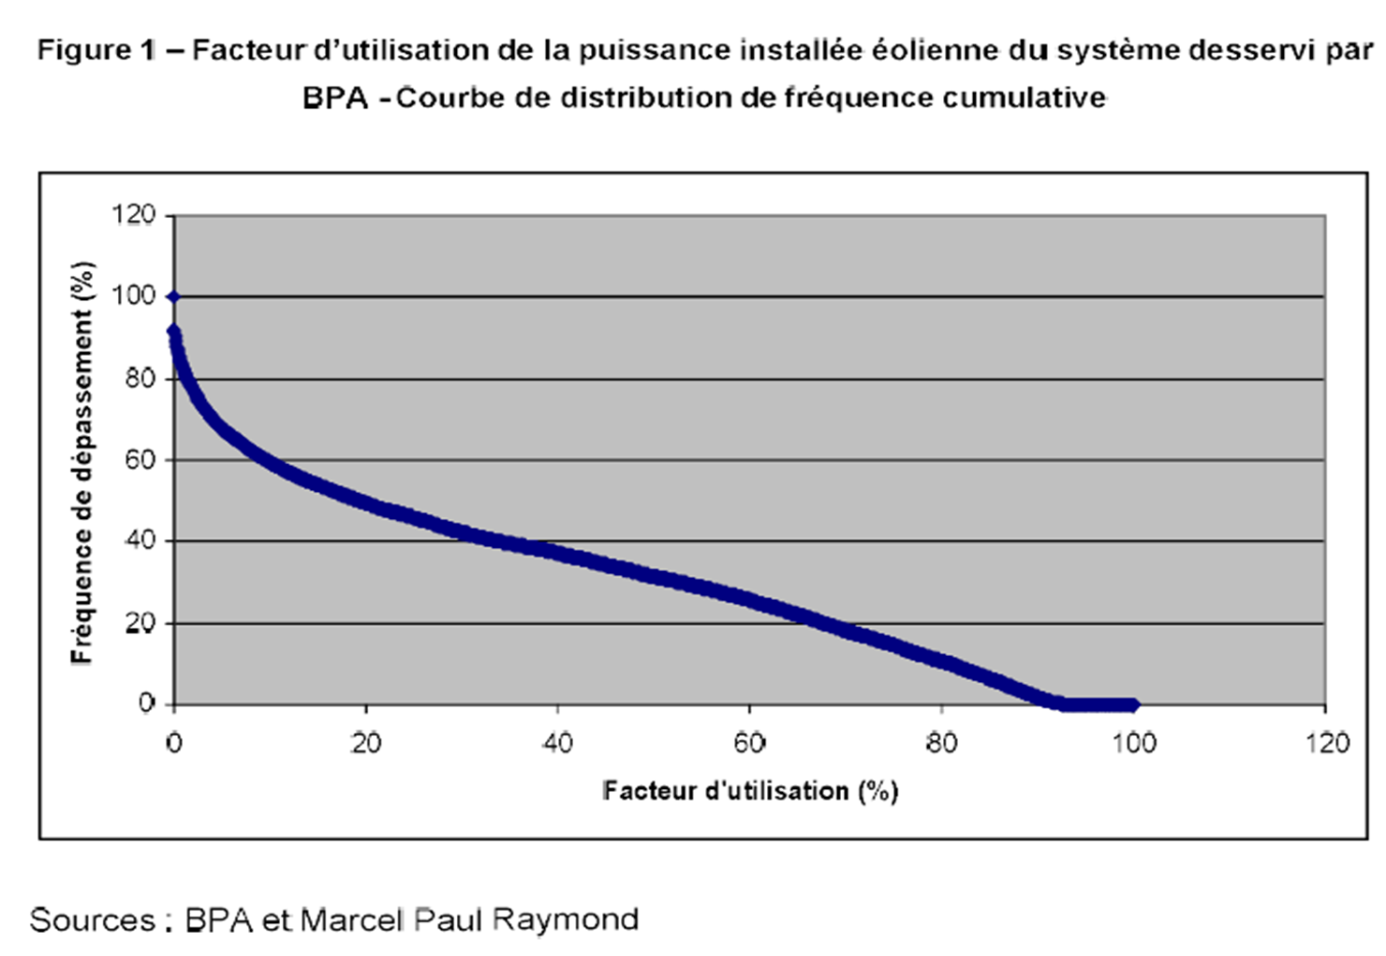 Figure 1 – Facteur d'utilisation de la puissance installée éolienne du système desservi par
BPA - Courbe de distribution de fréquence cumulative
120
100
80
60
40
20
0
Fréquence de dépassement (%)
0 20 40 60 80 100 120
Facteur d'utilisation (%)
Sources : BPA et Marcel Paul Raymond